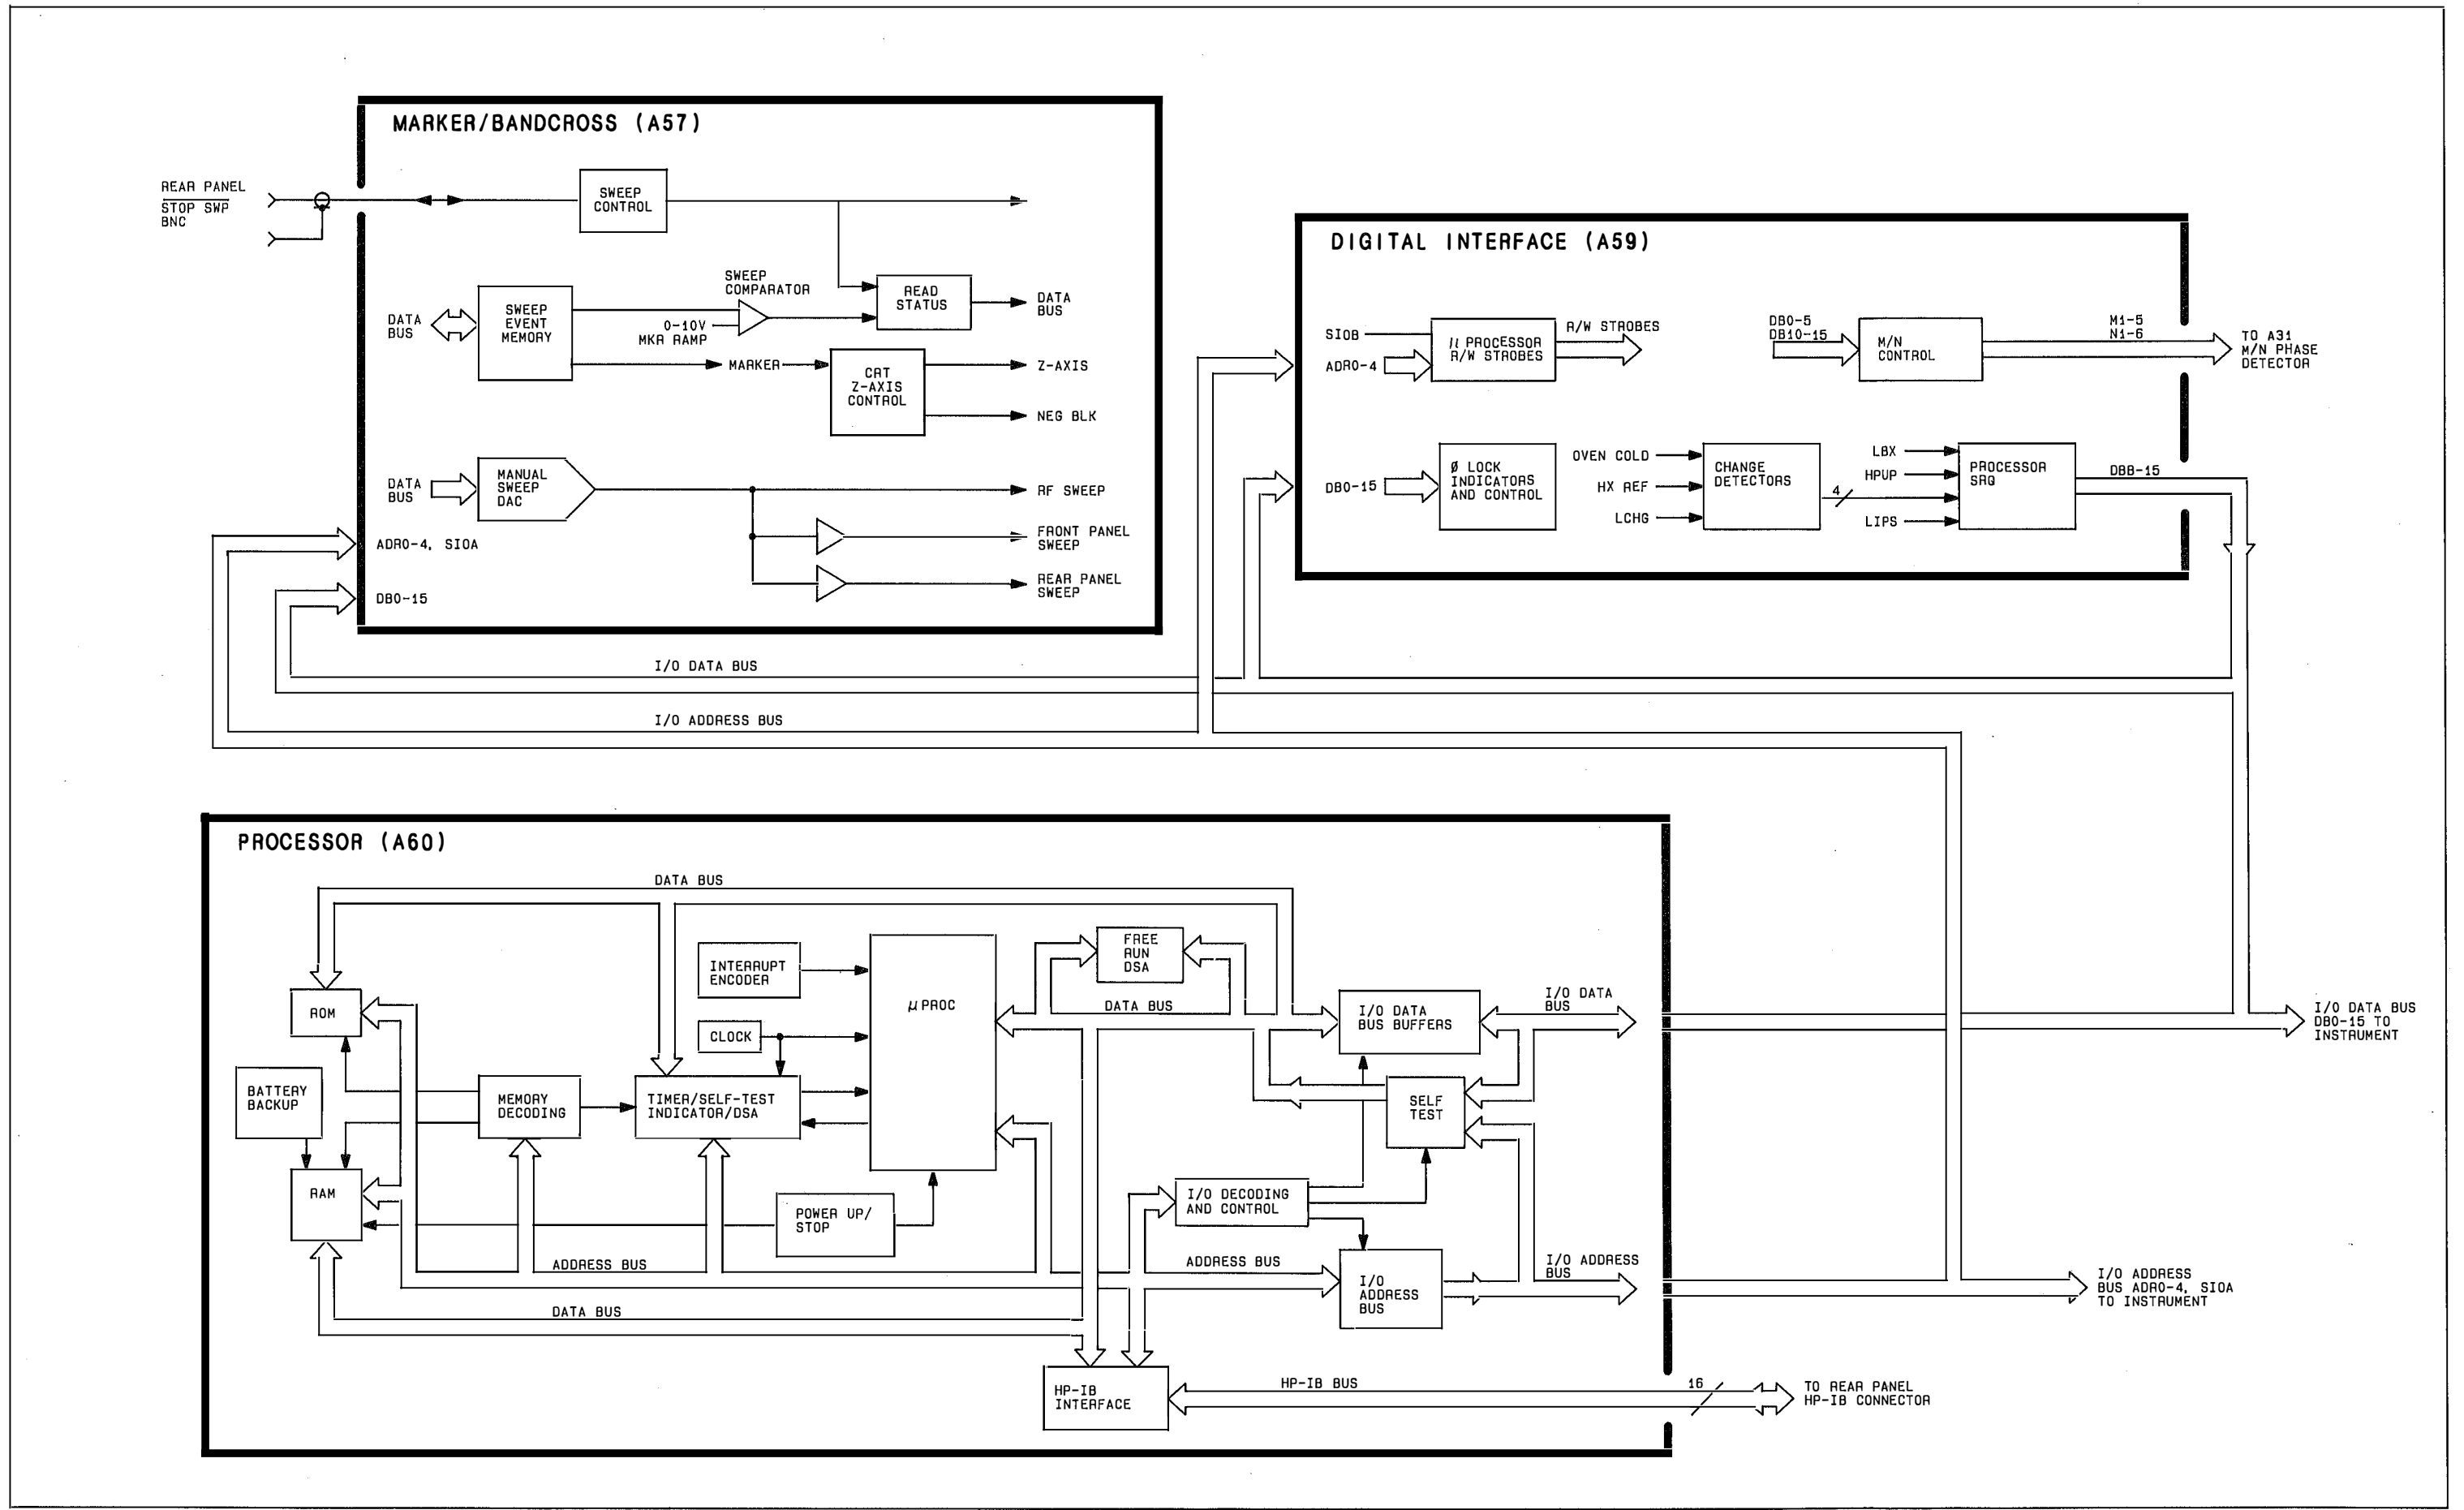 MARKER/BANDCROSS (A57)
REAR PANEL
STOP SWP
BNC
SWEEP
CONTROL
SWEEP
COMPARATOR
READ
STATUS
DATA
BUS
DATA
BUS
SWEEP
EVENT
MEMORY
0-10V
MKR RAMP
MARKER
CRT
Z-AXIS
CONTROL
Z-AXIS
NEG BLK
DATA
BUS
MANUAL
SWEEP
DAC
RF SWEEP
FRONT PANEL
SWEEP
REAR PANEL
SWEEP
ADR0-4, SIOA
DB0-15
DIGITAL INTERFACE (A59)
SIOB
ADR0-4
µ PROCESSOR
R/W STROBES
R/W STROBES
DB0-5
DB10-15
M/N
CONTROL
M1-5
N1-6
TO A31
M/N PHASE
DETECTOR
DB0-15
Ø LOCK
INDICATORS
AND CONTROL
OVEN COLD
HX REF
LCHG
CHANGE
DETECTORS
4
LBX
HPUP
LIPS
PROCESSOR
SRQ
DB8-15
I/O DATA BUS
I/O ADDRESS BUS
PROCESSOR (A60)
DATA BUS
INTERRUPT
ENCODER
µPROC
FREE
RUN
DSA
ROM
CLOCK
DATA BUS
I/O DATA
BUS BUFFERS
I/O DATA
BUS
I/O DATA BUS
DB0-15 TO
INSTRUMENT
BATTERY
BACKUP
MEMORY
DECODING
TIMER/SELF-TEST
INDICATOR/DSA
SELF
TEST
RAM
POWER UP/
STOP
I/O DECODING
AND CONTROL
ADDRESS BUS
ADDRESS BUS
I/O
ADDRESS
BUS
I/O ADDRESS
BUS
I/O ADDRESS
BUS ADR0-4, SIOA
TO INSTRUMENT
DATA BUS
HP-IB
INTERFACE
HP-IB BUS
16
TO REAR PANEL
HP-IB CONNECTOR